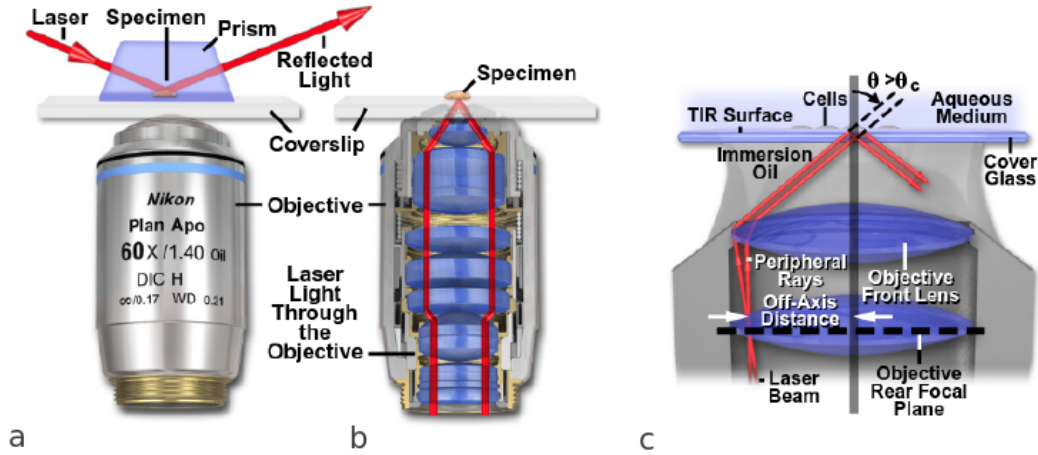 Laser
Specimen
Prism
Reflected
Light
Coverslip
Nikon
Plan Apo
60X/1.40 Oil
DIC H
∞/0.17 WD 0.21
Objective
Laser
Light
Through
the
Objective
a
Specimen
b
θ >θc
Cells
TIR Surface
Aqueous
Medium
Immersion
Oil
Cover
Glass
Peripheral
Rays
Objective
Front Lens
Off-Axis
Distance
Laser
Beam
Objective
Rear Focal
Plane
c